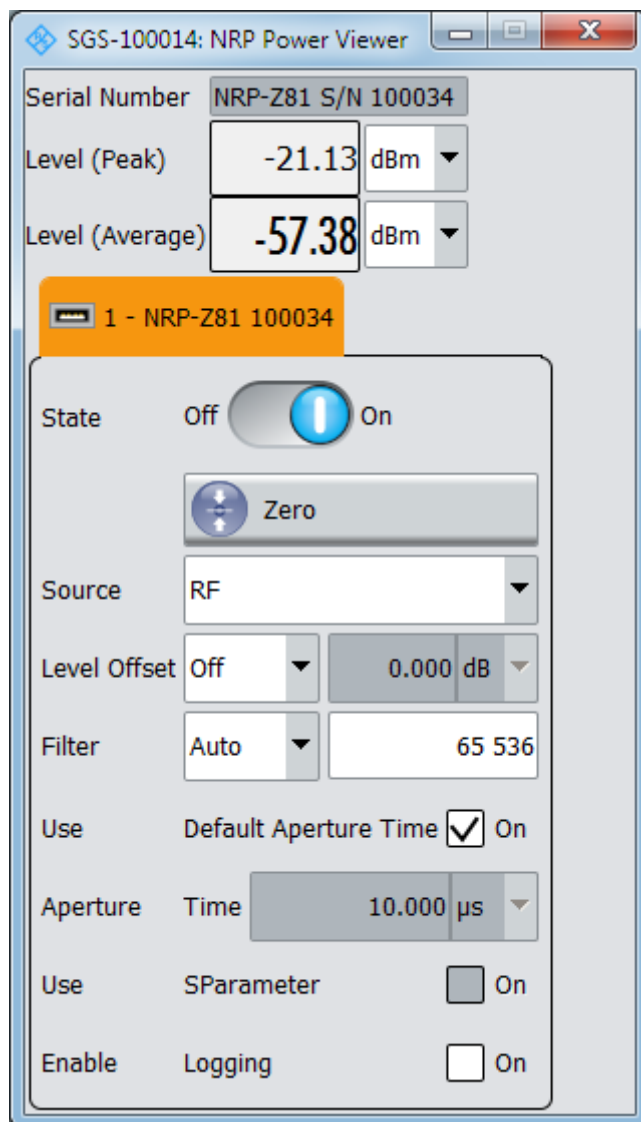 SGS-100014: NRP Power Viewer
Serial Number NRP-Z81 S/N 100034
Level (Peak) -21.13 dBm
Level (Average) -57.38 dBm
1 - NRP-Z81 100034
State Off On
Zero
Source RF
Level Offset Off 0.000 dB
Filter Auto 65 536
Use Default Aperture Time On
Aperture Time 10.000 µs
Use SParameter On
Enable Logging On